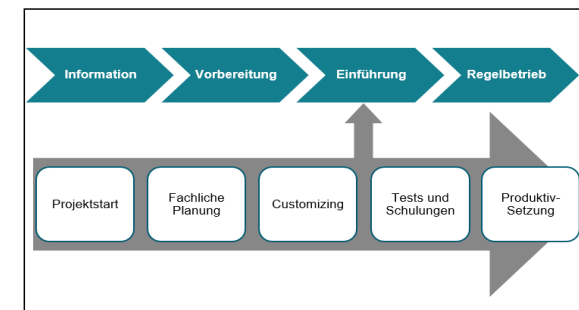 Information
Vorbereitung
Einführung
Regelbetrieb
Projektstart
Fachliche
Planung
Customizing
Tests und
Schulungen
Produktiv-
Setzung